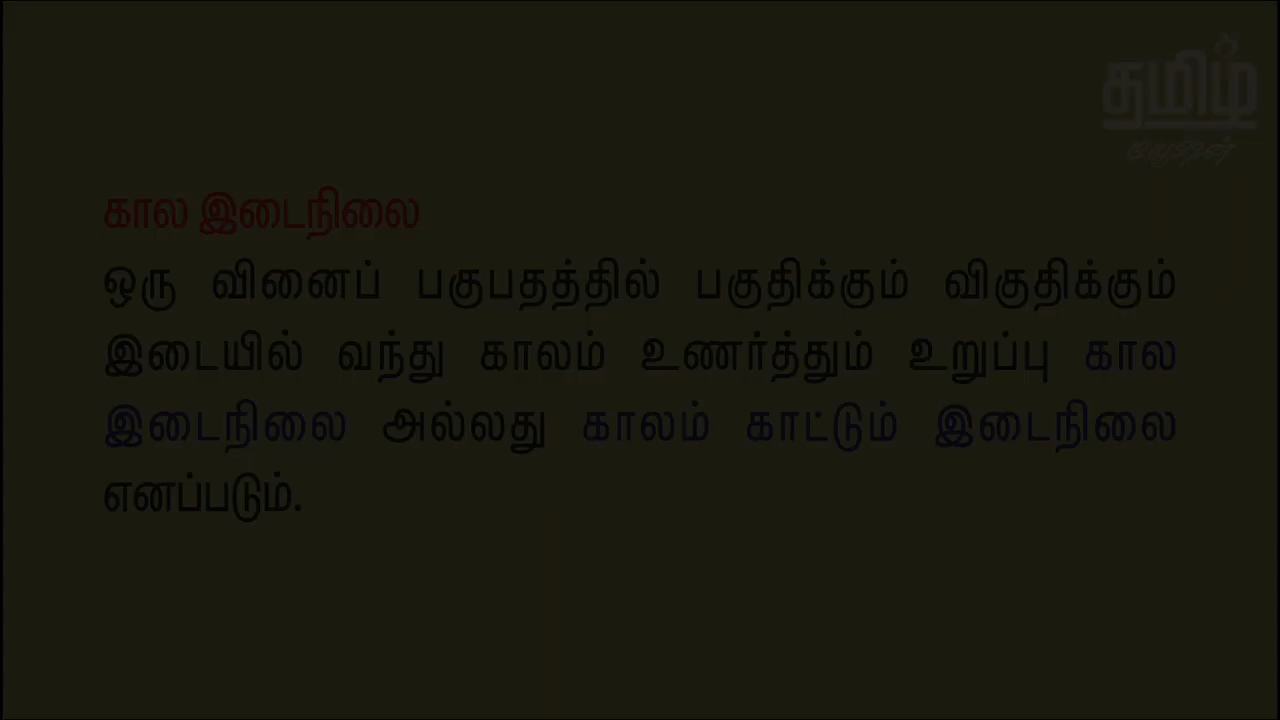 தமிழ்
கால இடைநிலை
ஒரு வினைப் பகுபதத்தில் பகுதிக்கும் விகுதிக்கும்
இடையில் வந்து காலம் உணர்த்தும் உறுப்பு கால
இடைநிலை அல்லது காலம் காட்டும் இடைநிலை
எனப்படும்.